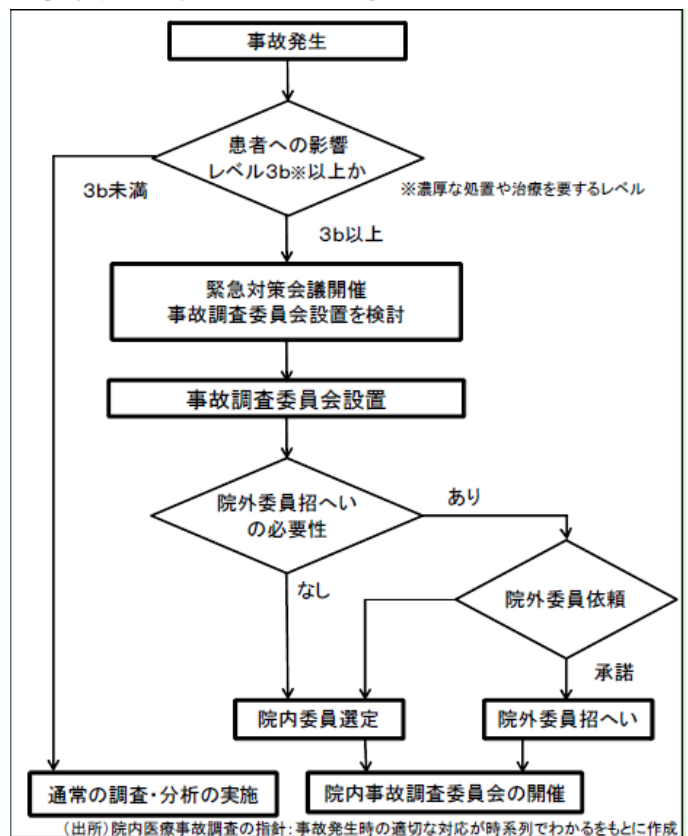 事故発生
患者への影響
レベル3b※以上か
3b未満
※濃厚な処置や治療を要するレベル
3b以上
緊急対策会議開催
事故調査委員会設置を検討
事故調査委員会設置
院外委員招へい
の必要性
あり
なし
院外委員依頼
承諾
院内委員選定
院外委員招へい
通常の調査・分析の実施
院内事故調査委員会の開催
(出所)院内医療事故調査の指針:事故発生時の適切な対応が時系列でわかるをもとに作成